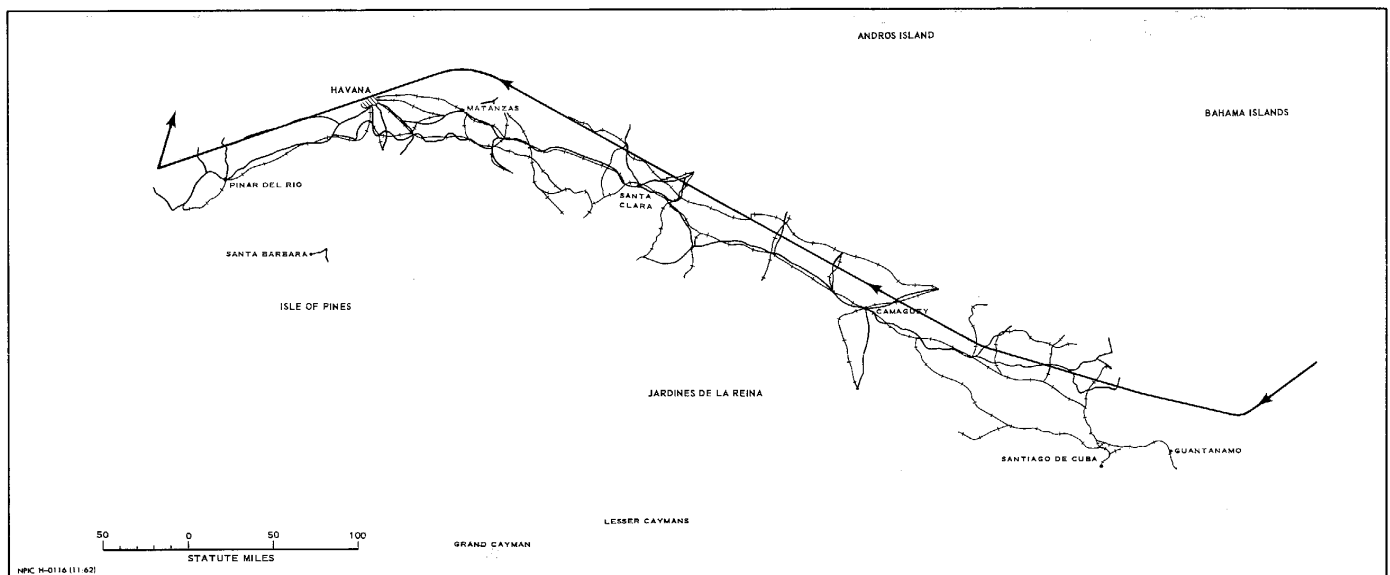 ANDROS ISLAND
HAVANA
MATANZAS
BAHAMA ISLANDS
PINAR DEL RIO
SANTA
CLARA
SANTA BARBARA
ISLE OF PINES
CAMAGUEY
JARDINES DE LA REINA
GUANTANAMO
SANTIAGO DE CUBA
LESSER CAYMANS
50 0 50 100
STATUTE MILES
GRAND CAYMAN
NPIC H-0116 (11-62)